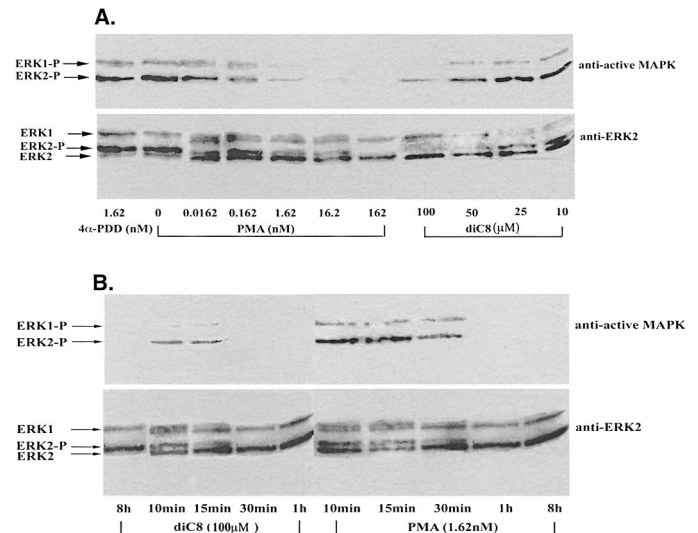 A.
ERK1-P
ERK2-P
anti-active MAPK
ERK1
ERK2-P
ERK2
anti-ERK2
1.62 0 0.0162 0.162 1.62 16.2 162 100 50 25 10
4α-PDD (nM) PMA (nM) diC8 (µM)
B.
ERK1-P
ERK2-P
anti-active MAPK
ERK1
ERK2-P
ERK2
anti-ERK2
8h 10min 15min 30min 1h 10min 15min 30min 1h 8h
diC8 (100µM) PMA (1.62nM)